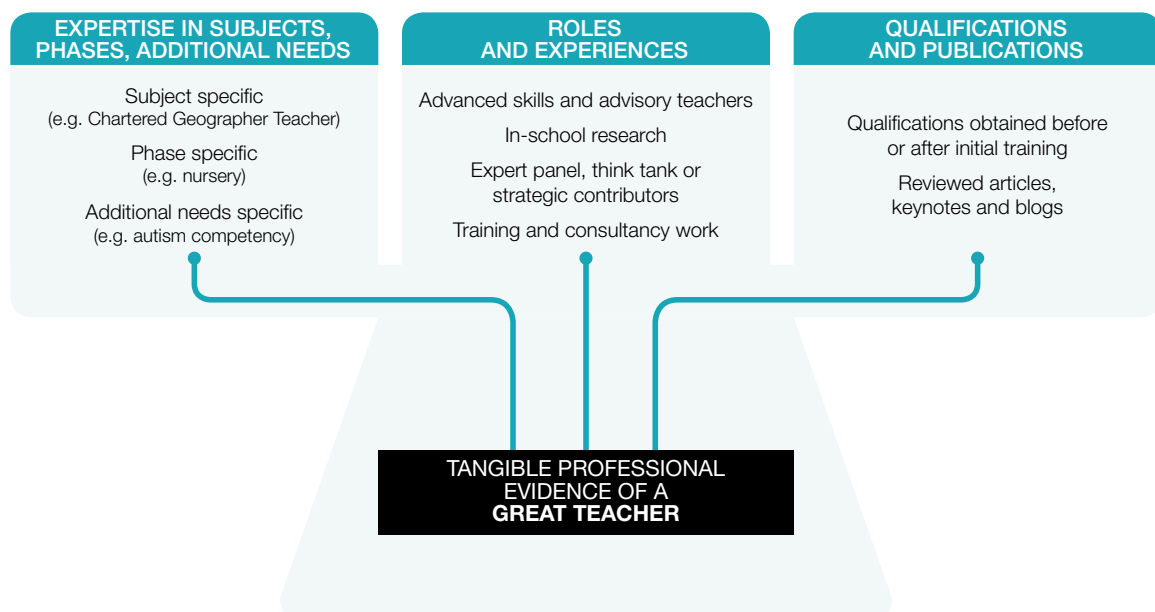 EXPERTISE IN SUBJECTS,
PHASES, ADDITIONAL NEEDS
Subject specific
(e.g. Chartered Geographer Teacher)
Phase specific
(e.g. nursery)
Additional needs specific
(e.g. autism competency)
ROLES
AND EXPERIENCES
Advanced skills and advisory teachers
In-school research
Expert panel, think tank or
strategic contributors
Training and consultancy work
QUALIFICATIONS
AND PUBLICATIONS
Qualifications obtained before
or after initial training
Reviewed articles,
keynotes and blogs
TANGIBLE PROFESSIONAL
EVIDENCE OF A
GREAT TEACHER